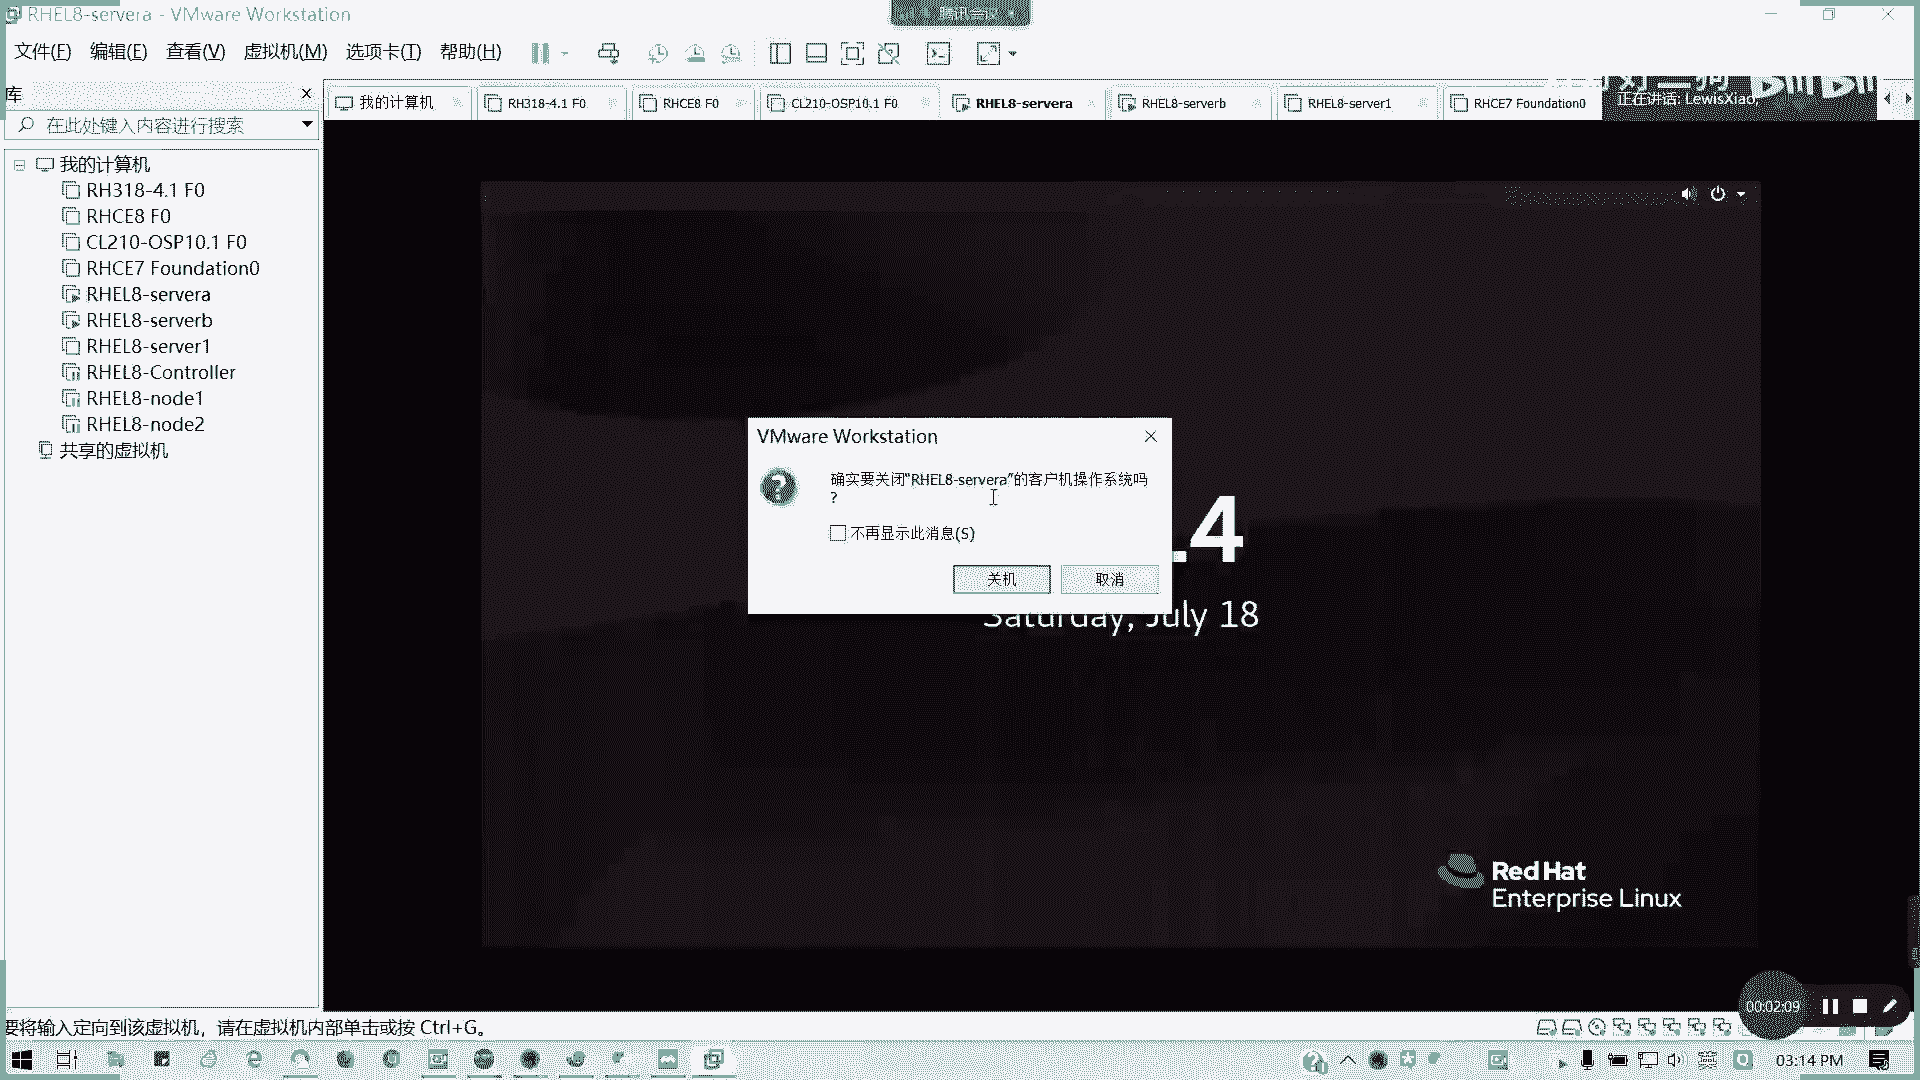 RHEL8-servera - VMware Workstation
腾讯会议
文件(F) 编辑(E) 查看(V) 虚拟机(M) 选项卡(T) 帮助(H)
库
在此处键入内容进行搜索
我的计算机
RH318-4.1 F0
RHCE8 F0
CL210-OSP10.1 F0
RHCE7 Foundation0
RHEL8-servera
RHEL8-serverb
RHEL8-server1
RHEL8-Controller
RHEL8-node1
RHEL8-node2
共享的虚拟机
我的计算机 RH318-4.1 F0 RHCE8 F0 CL210-OSP10.1 F0 RHEL8-servera RHEL8-serverb RHEL8-server1 RHCE7 Foundation0
正在讲话: LewisXiao;
VMware Workstation
确实要关闭“RHEL8-servera”的客户机操作系统吗
?
不再显示此消息(S)
关机 取消
.4
Saturday, July 18
Red Hat
Enterprise Linux
00:02:09
要将输入定向到该虚拟机，请在虚拟机内部单击或按 Ctrl+G。
英
03:14 PM